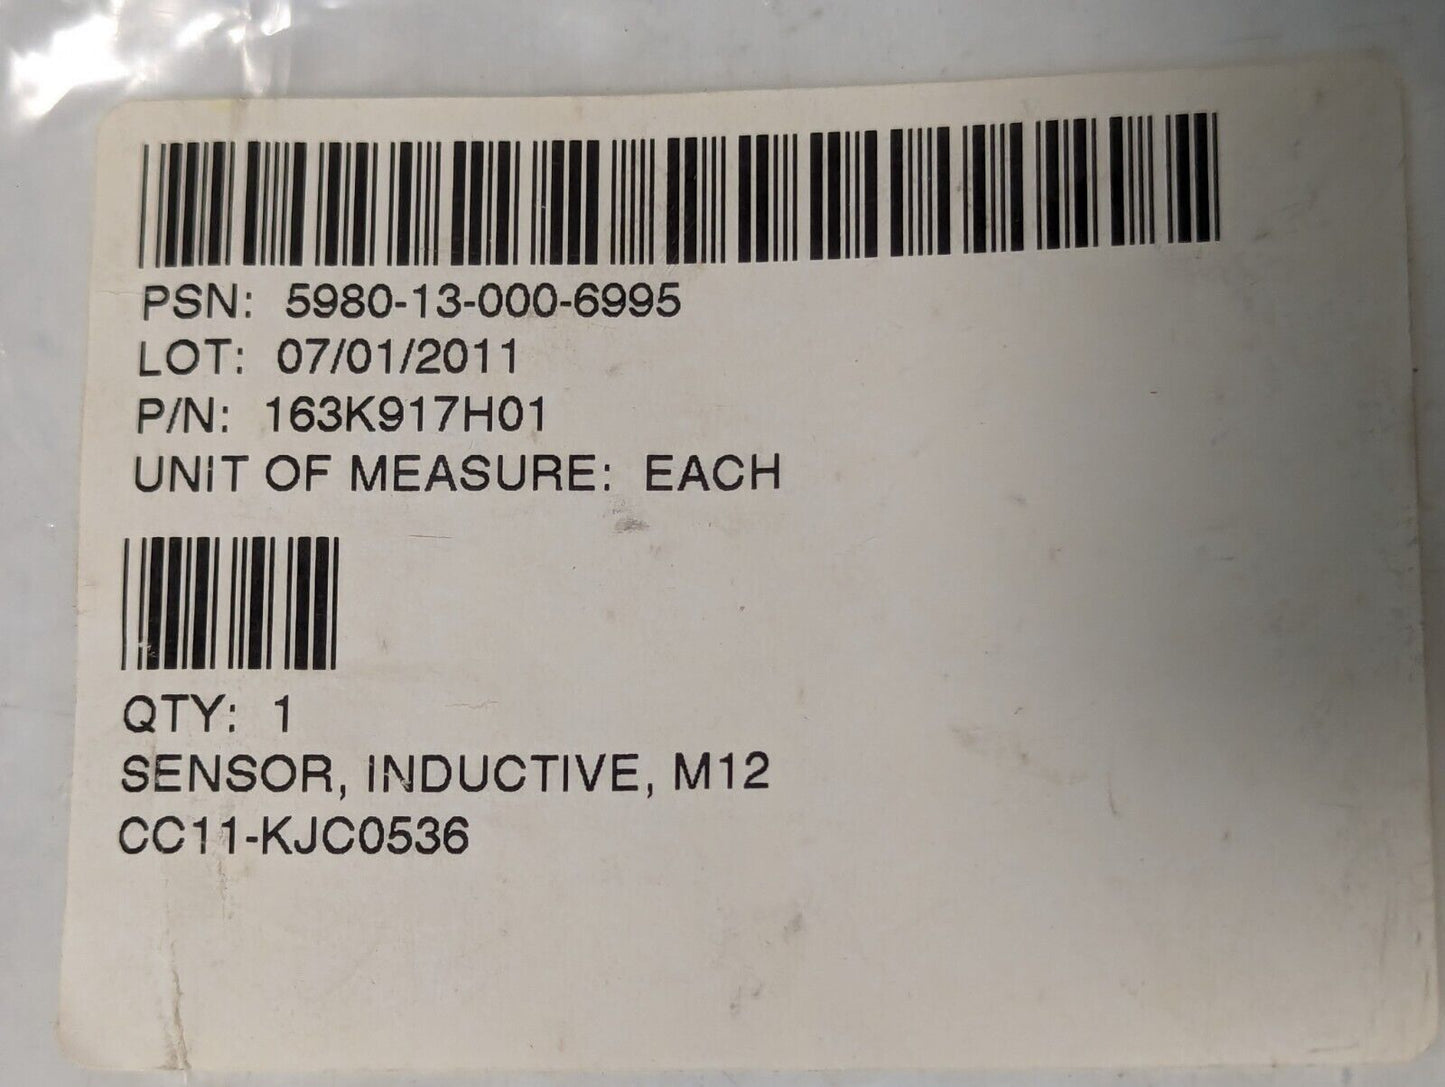 PSN: 5980-13-000-6995
LOT: 07/01/2011
P/N: 163K917H01
UNIT OF MEASURE: EACH
QTY: 1
SENSOR, INDUCTIVE, M12
CC11-KJC0536